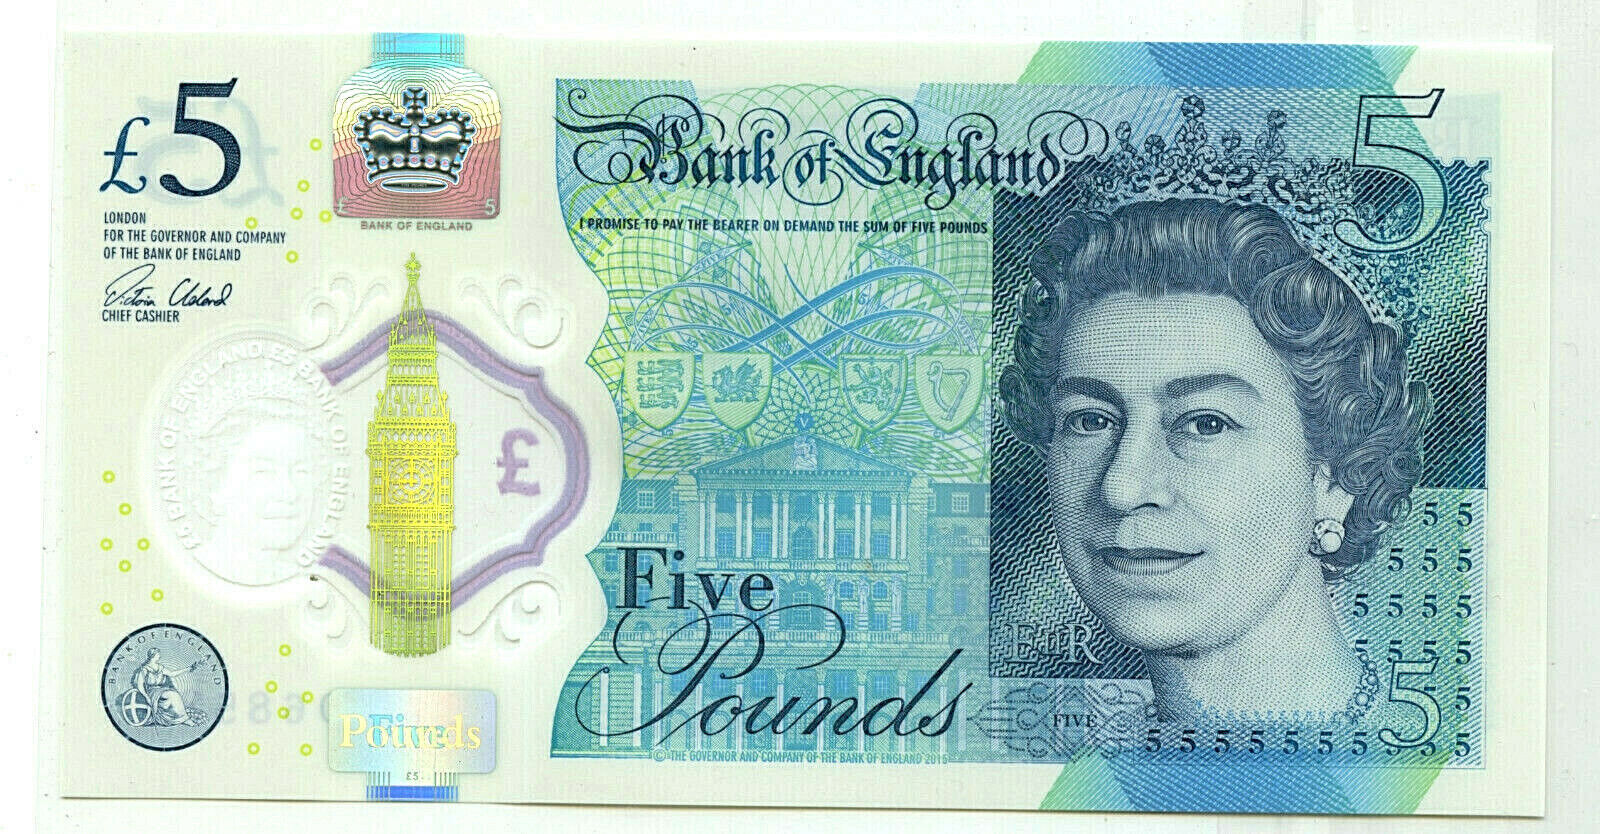 £5
LONDON
FOR THE GOVERNOR AND COMPANY
OF THE BANK OF ENGLAND
Victoria Cleland
CHIEF CASHIER
£ 5
BANK OF ENGLAND
£5 BANK OF ENGLAND £5 BANK OF ENGLAND
£
BANK OF ENGLAND
Five
Pounds
£5
Bank of England
I PROMISE TO PAY THE BEARER ON DEMAND THE SUM OF FIVE POUNDS
V
Five
Pounds
© THE GOVERNOR AND COMPANY OF THE BANK OF ENGLAND 2015
5
EIIR
FIVE
5 5
5 5 5
5 5 5 5
5
5 5 5 5 5 5 5 5 5 5